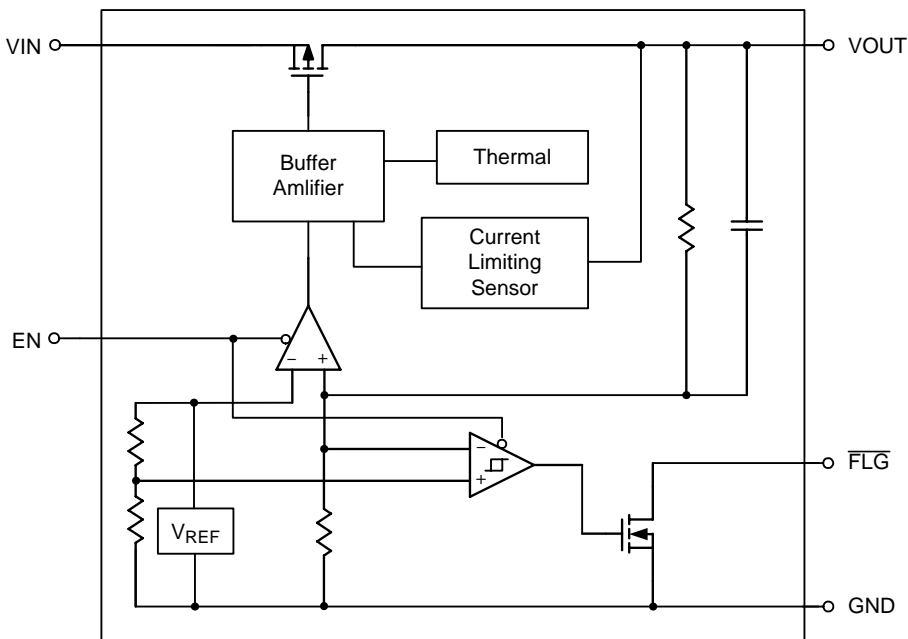 VIN
VOUT
Buffer
Amlifier
Thermal
Current
Limiting
Sensor
EN
− +
−
+
FLG
VREF
GND